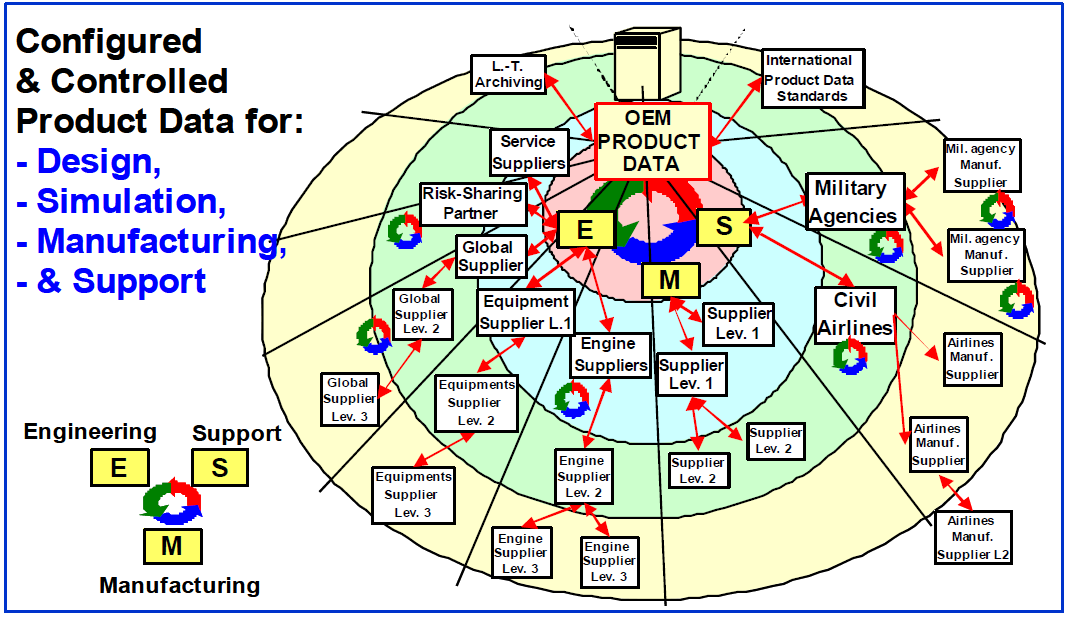 Configured
& Controlled
Product Data for:
- Design,
- Simulation,
- Manufacturing,
- & Support
L.-T.
Archiving
International
Product Data
Standards
OEM
PRODUCT
DATA
Service
Suppliers
Risk-Sharing
Partner
Global
Supplier
E
S
M
Military
Agencies
Mil. agency
Manuf.
Supplier
Mil. agency
Manuf.
Supplier
Global
Supplier
Lev. 2
Equipment
Supplier L.1
Engine
Suppliers
Supplier
Lev. 1
Supplier
Lev. 1
Civil
Airlines
Airlines
Manuf.
Supplier
Global
Supplier
Lev. 3
Equipments
Supplier
Lev. 2
Supplier
Lev. 2
Supplier
Lev. 2
Airlines
Manuf.
Supplier
Equipments
Supplier
Lev. 3
Engine
Supplier
Lev. 2
Engine
Supplier
Lev. 3
Engine
Supplier
Lev. 3
Airlines
Manuf.
Supplier L2
Engineering
Support
E
S
M
Manufacturing